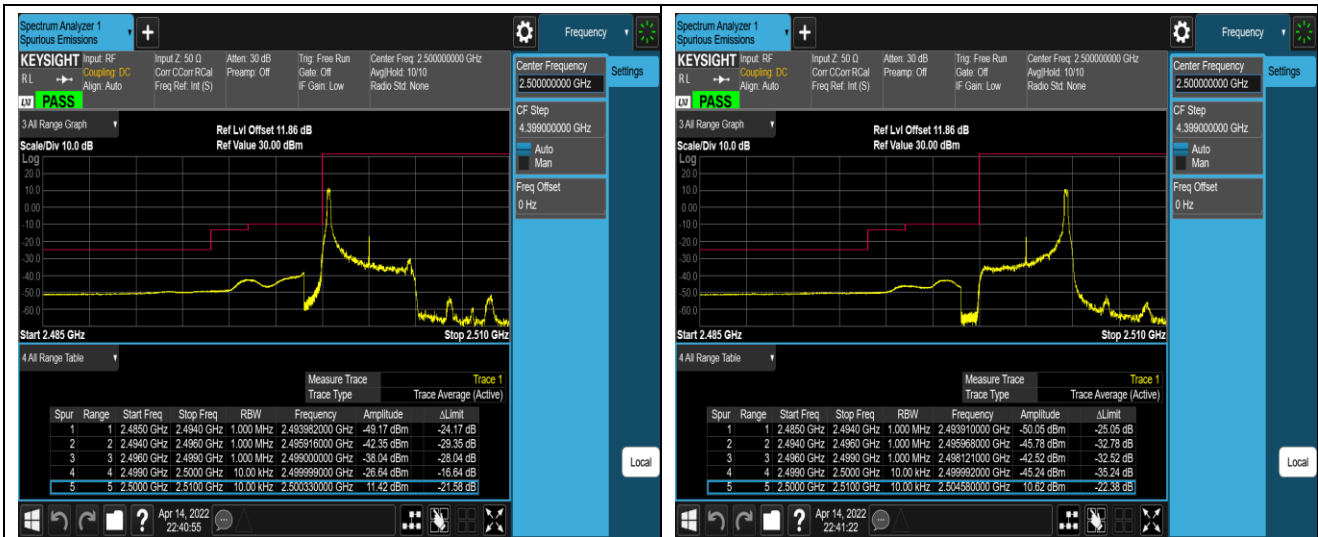 Spectrum Analyzer 1
Spurious Emissions
+
Frequency
KEYSIGHT
RL
Input: RF
Coupling: DC
Align: Auto
Input Z: 50 Ω
Corr CCorr RCal
Freq Ref: Int (S)
Atten: 30 dB
Preamp: Off
Trig: Free Run
Gate: Off
IF Gain: Low
Center Freq: 2.500000000 GHz
Avg|Hold: 10/10
Radio Std: None
LXI PASS
Center Frequency
2.500000000 GHz
Settings
CF Step
4.399000000 GHz
Auto
Man
Freq Offset
0 Hz
3 All Range Graph
Ref Lvl Offset 11.86 dB
Scale/Div 10.0 dB
Ref Value 30.00 dBm
Log
20.0
10.0
0.00
-10.0
-20.0
-30.0
-40.0
-50.0
-60.0
Start 2.485 GHz
Stop 2.510 GHz
4 All Range Table
Measure Trace Trace 1
Trace Type Trace Average (Active)
Spur Range Start Freq Stop Freq RBW Frequency Amplitude ΔLimit
1 1 2.4850 GHz 2.4940 GHz 1.000 MHz 2.493982000 GHz -49.17 dBm -24.17 dB
2 2 2.4940 GHz 2.4960 GHz 1.000 MHz 2.495916000 GHz -42.35 dBm -29.35 dB
3 3 2.4960 GHz 2.4990 GHz 1.000 MHz 2.499000000 GHz -38.04 dBm -28.04 dB
4 4 2.4990 GHz 2.5000 GHz 10.00 kHz 2.499999000 GHz -26.64 dBm -16.64 dB
5 5 2.5000 GHz 2.5100 GHz 10.00 kHz 2.500330000 GHz 11.42 dBm -21.58 dB
Local
?
Apr 14, 2022
22:40:55
Spectrum Analyzer 1
Spurious Emissions
+
Frequency
KEYSIGHT
RL
Input: RF
Coupling: DC
Align: Auto
Input Z: 50 Ω
Corr CCorr RCal
Freq Ref: Int (S)
Atten: 30 dB
Preamp: Off
Trig: Free Run
Gate: Off
IF Gain: Low
Center Freq: 2.500000000 GHz
Avg|Hold: 10/10
Radio Std: None
LXI PASS
Center Frequency
2.500000000 GHz
Settings
CF Step
4.399000000 GHz
Auto
Man
Freq Offset
0 Hz
3 All Range Graph
Ref Lvl Offset 11.86 dB
Scale/Div 10.0 dB
Ref Value 30.00 dBm
Log
20.0
10.0
0.00
-10.0
-20.0
-30.0
-40.0
-50.0
-60.0
Start 2.485 GHz
Stop 2.510 GHz
4 All Range Table
Measure Trace Trace 1
Trace Type Trace Average (Active)
Spur Range Start Freq Stop Freq RBW Frequency Amplitude ΔLimit
1 1 2.4850 GHz 2.4940 GHz 1.000 MHz 2.493910000 GHz -50.05 dBm -25.05 dB
2 2 2.4940 GHz 2.4960 GHz 1.000 MHz 2.495968000 GHz -45.78 dBm -32.78 dB
3 3 2.4960 GHz 2.4990 GHz 1.000 MHz 2.498121000 GHz -42.52 dBm -32.52 dB
4 4 2.4990 GHz 2.5000 GHz 10.00 kHz 2.499992000 GHz -45.24 dBm -35.24 dB
5 5 2.5000 GHz 2.5100 GHz 10.00 kHz 2.504580000 GHz 10.62 dBm -22.38 dB
Local
?
Apr 14, 2022
22:41:22